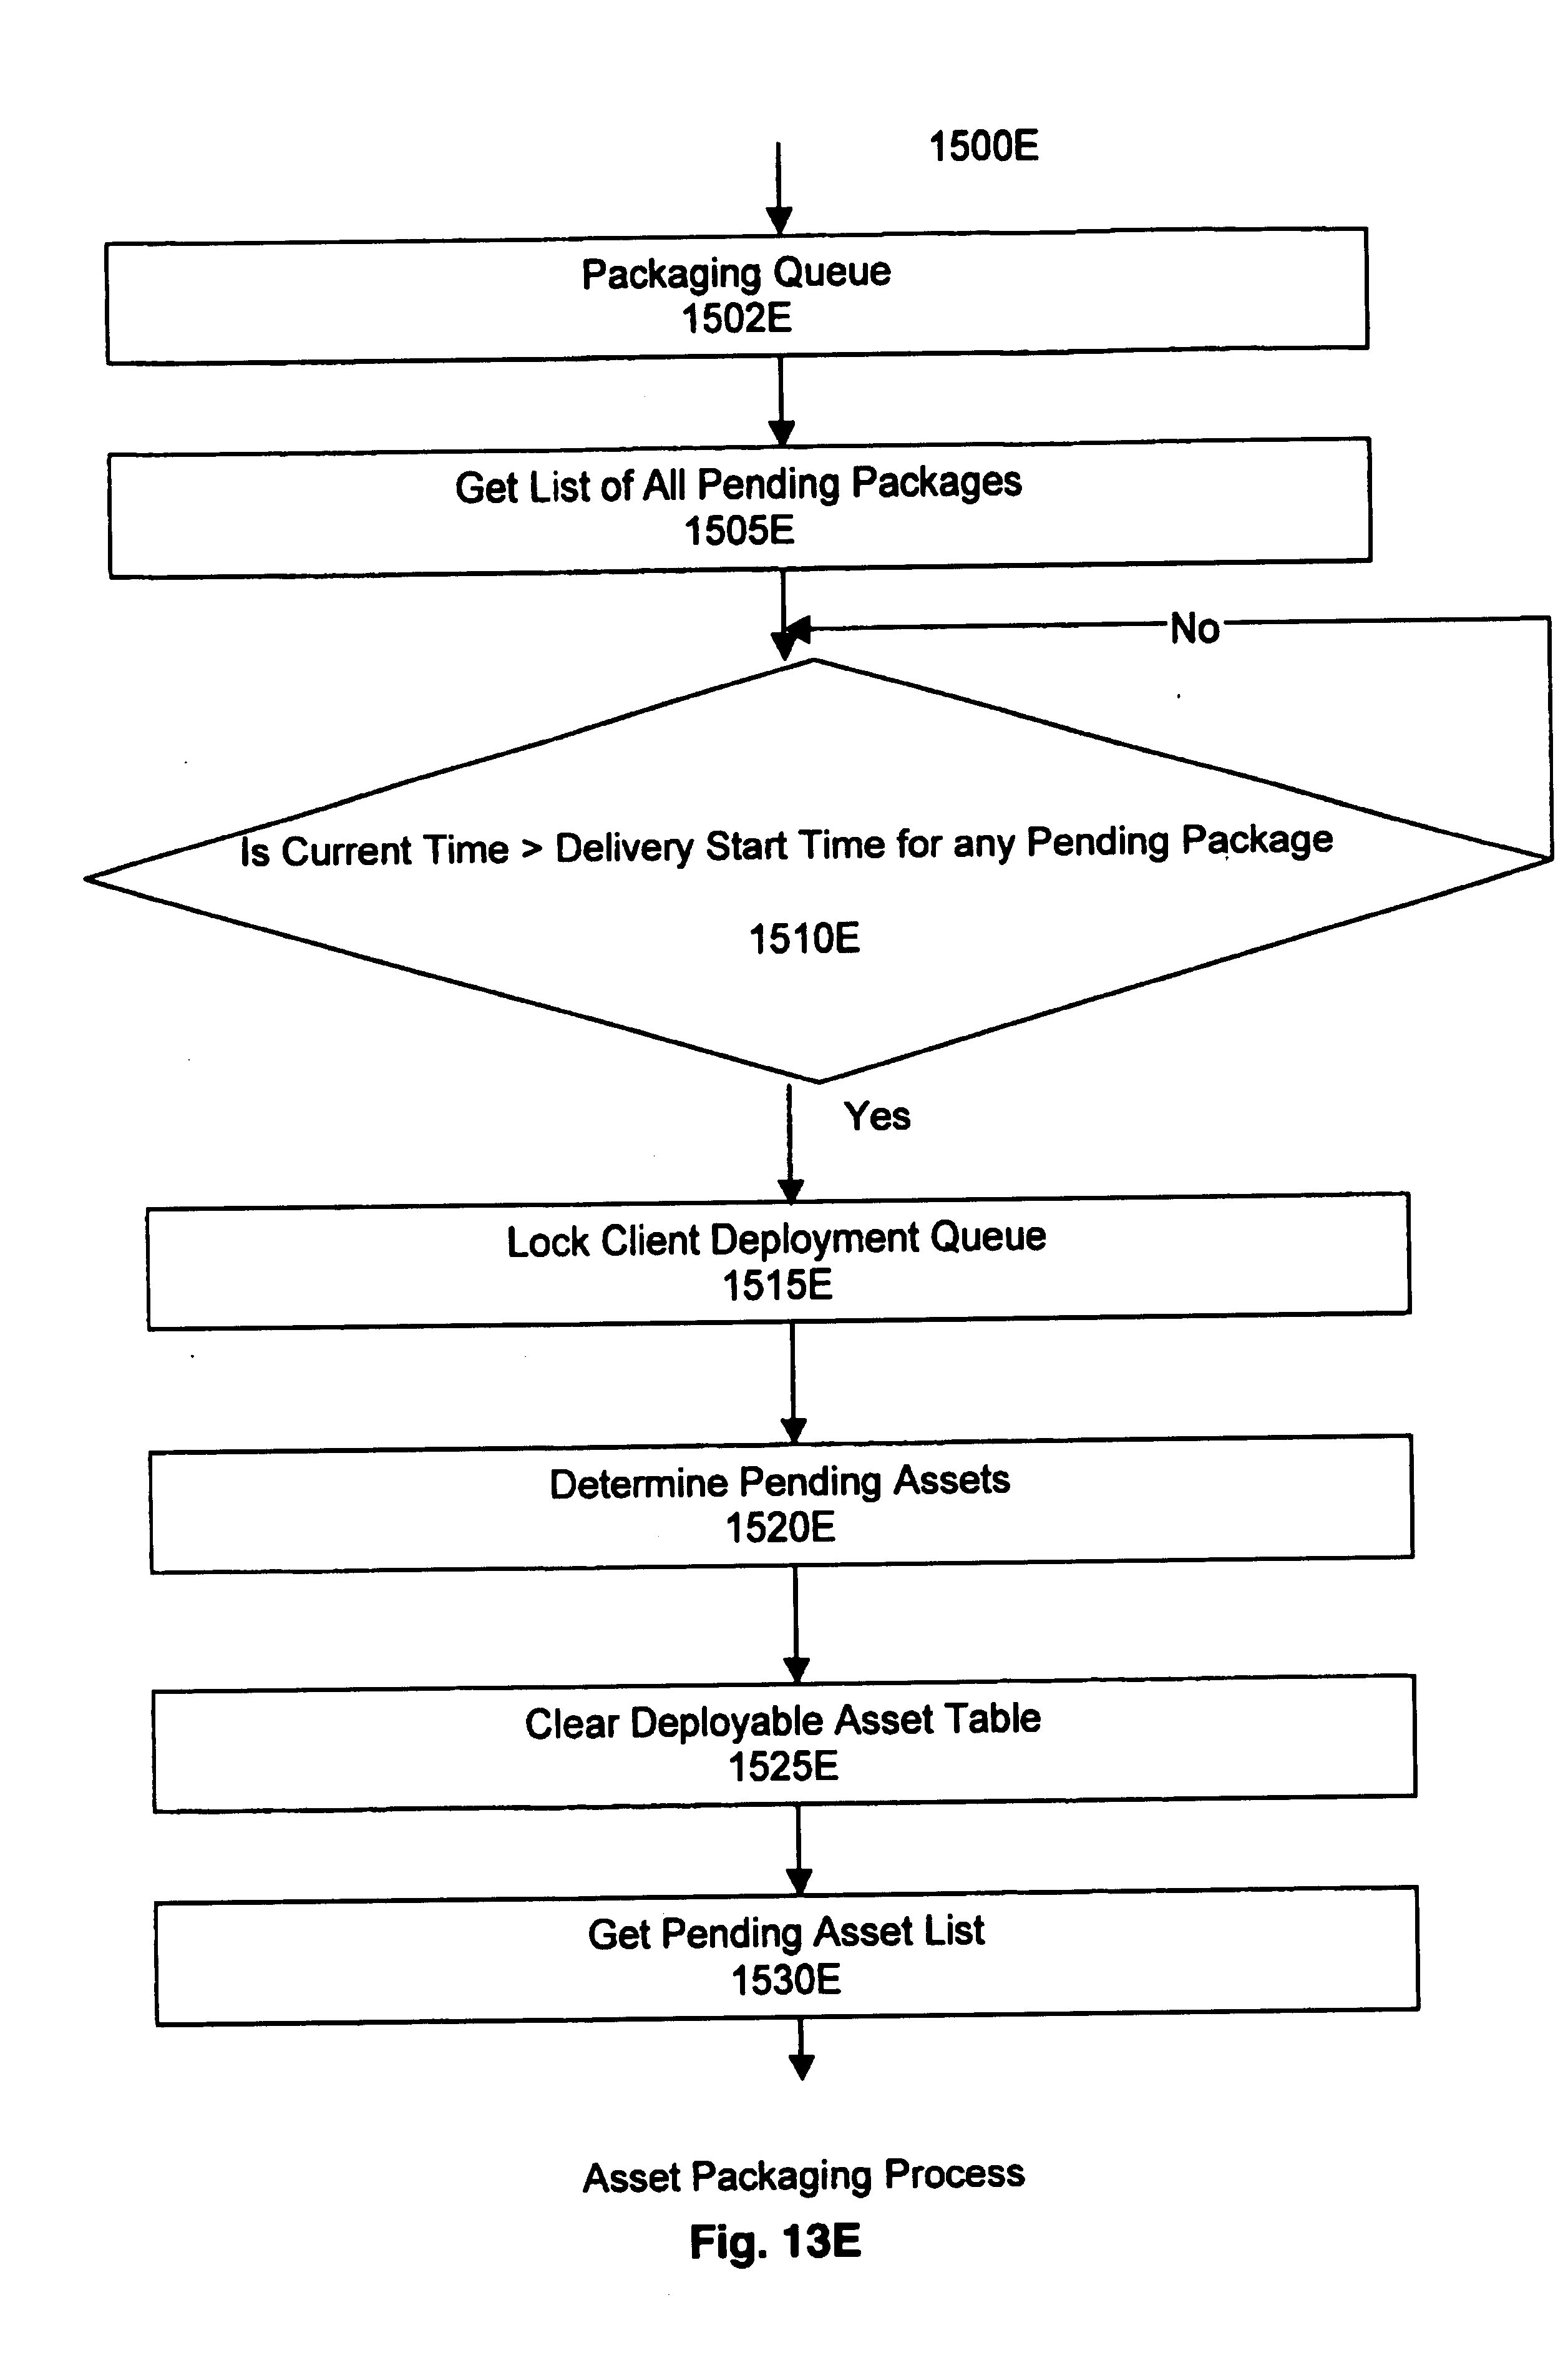 1500E
Packaging Queue
1502E
Get List of All Pending Packages
1505E
No
Is Current Time > Delivery Start Time for any Pending Package
1510E
Yes
Lock Client Deployment Queue
1515E
Determine Pending Assets
1520E
Clear Deployable Asset Table
1525E
Get Pending Asset List
1530E
Asset Packaging Process
Fig. 13E